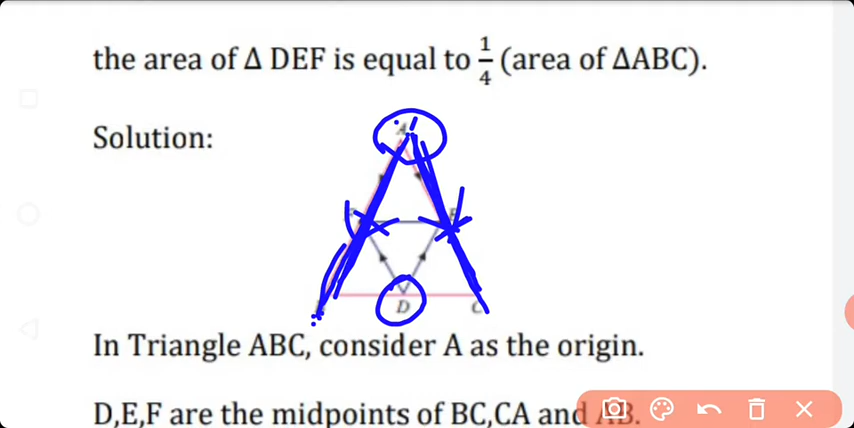 the area of Δ DEF is equal to 1/4 (area of ΔABC).
Solution:
A
D
C
In Triangle ABC, consider A as the origin.
D,E,F are the midpoints of BC,CA and AB.